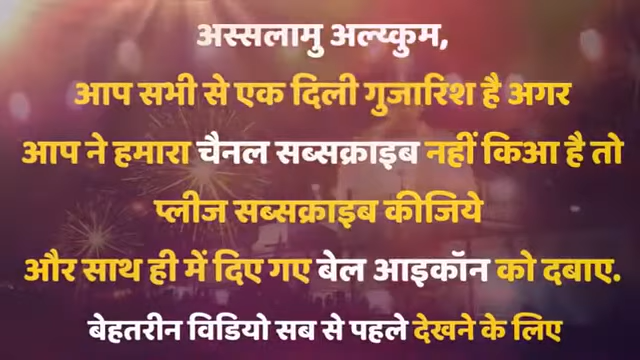 अस्सलामु अल्य्कुम,
आप सभी से एक दिली गुजारिश है अगर
आप ने हमारा चैनल सब्सक्राइब नहीं किआ है तो
प्लीज सब्सक्राइब कीजिये
और साथ ही में दिए गए बेल आइकॉन को दबाए.
बेहतरीन विडियो सब से पहले देखने के लिए